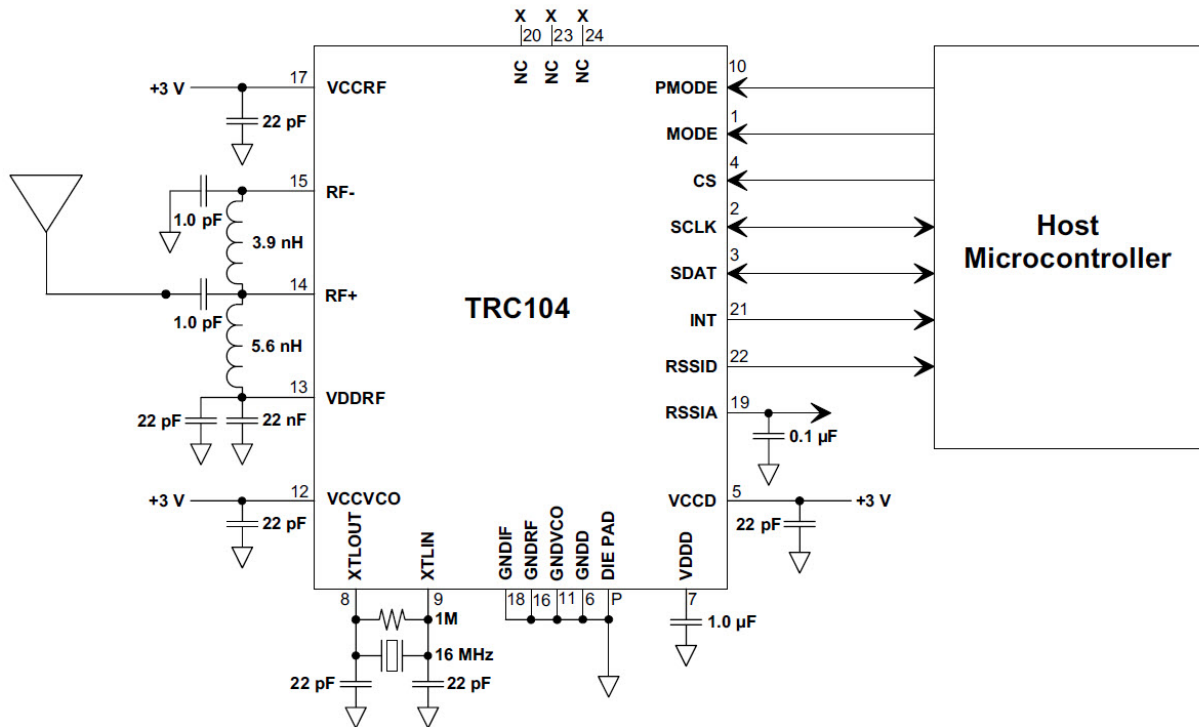 X X X
20 23 24
NC NC NC
+3 V
17
VCCRF
22 pF
15
RF-
1.0 pF
3.9 nH
14
RF+
1.0 pF
5.6 nH
13
VDDRF
22 pF
22 nF
+3 V
12
VCCVCO
22 pF
TRC104
10
PMODE
1
MODE
4
CS
2
SCLK
3
SDAT
21
INT
22
RSSID
19
RSSIA
0.1 µF
5
VCCD
+3 V
22 pF
Host
Microcontroller
XTLOUT
XTLIN
GNDIF
GNDRF
GNDVCO
GNDD
DIE PAD
VDDD
8
9
18
16
11
6
P
7
1M
16 MHz
22 pF
22 pF
1.0 µF